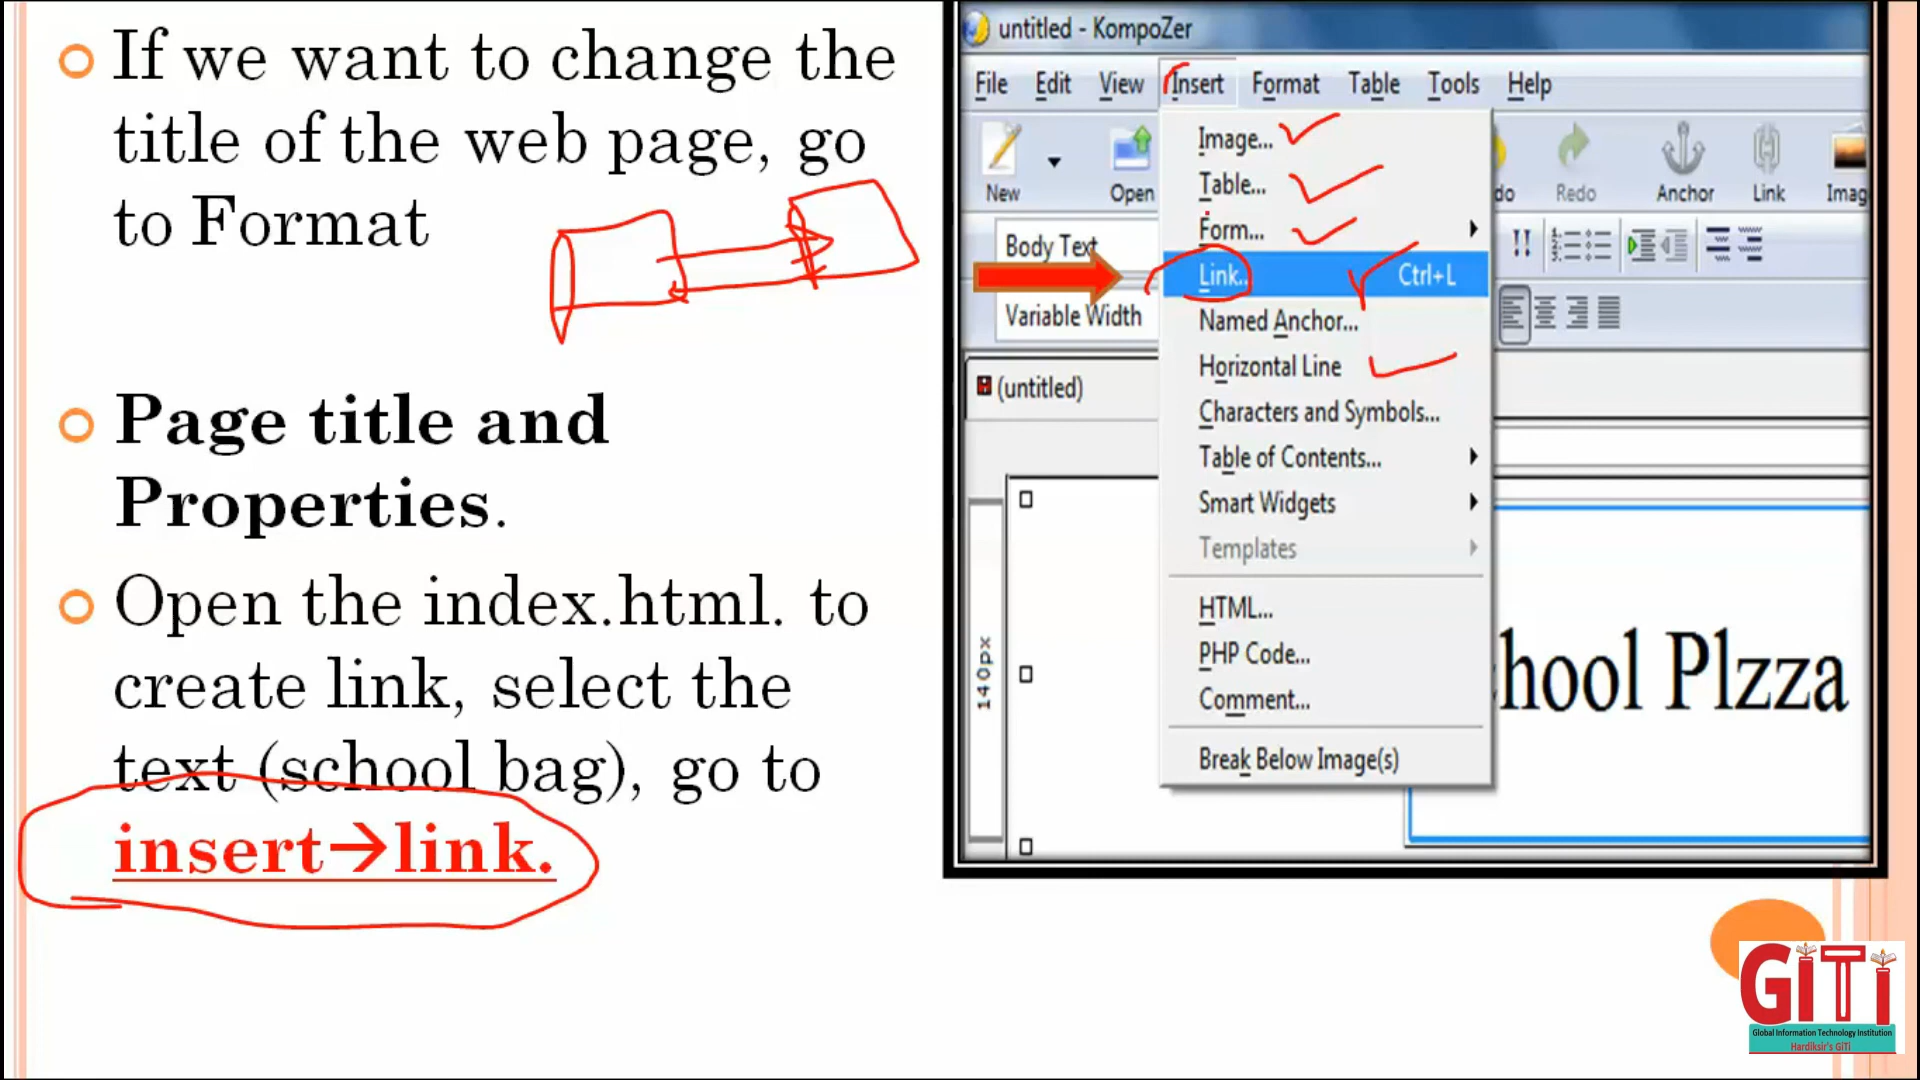 If we want to change the
title of the web page, go
to Format
Page title and
Properties.
Open the index.html. to
create link, select the
text (school bag), go to
insert→link.
untitled - KompoZer
File Edit View Insert Format Table Tools Help
New Open do Redo Anchor Link Imag
Body Text
Variable Width
(untitled)
Image...
Table...
Form...
Link... Ctrl+L
Named Anchor...
Horizontal Line
Characters and Symbols...
Table of Contents...
Smart Widgets
Templates
HTML...
PHP Code...
Comment...
Break Below Image(s)
140px
hool Plzza
GiTi
Global Information Technology Institution
Hardiksir's GiTi